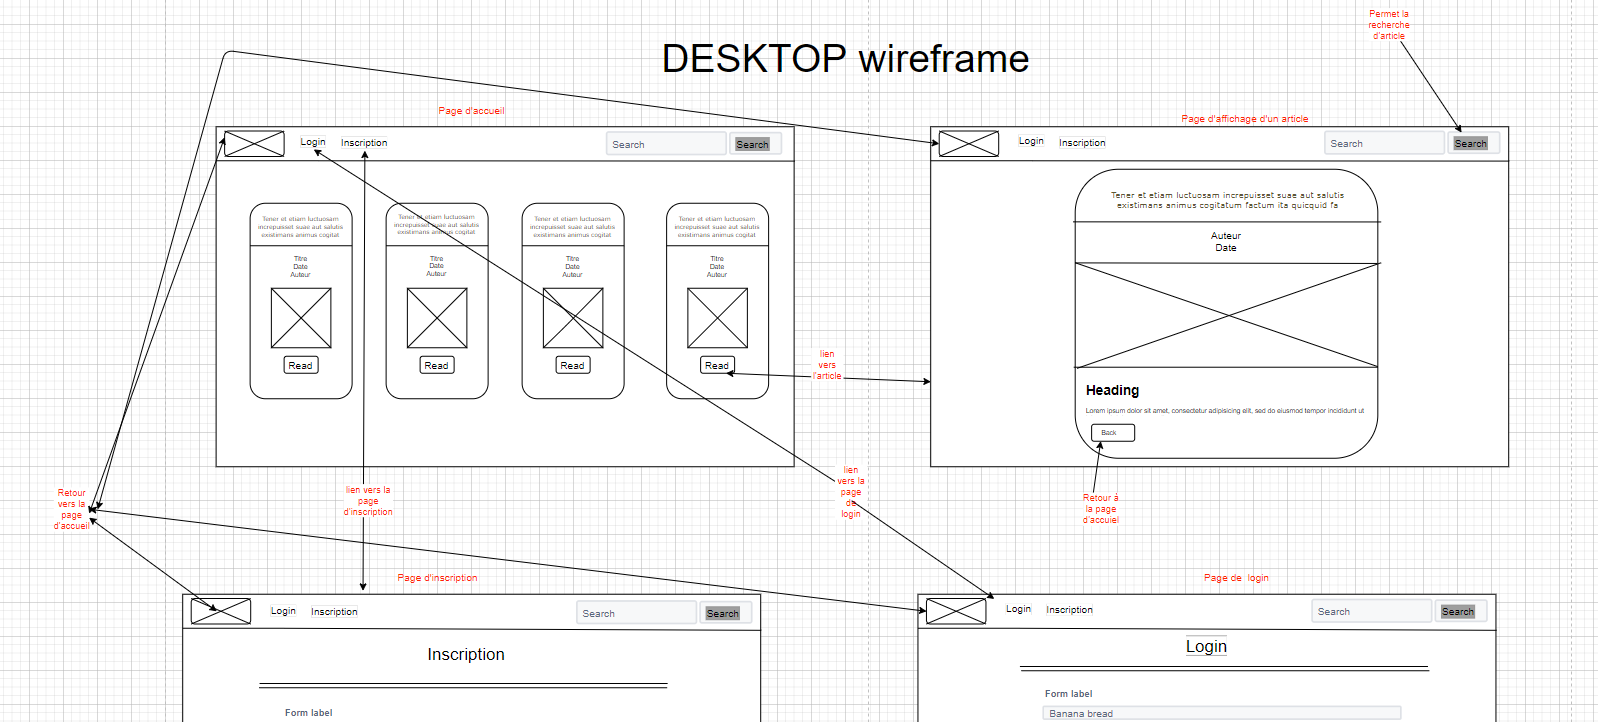 Permet la
recherche
d'article
DESKTOP wireframe
Page d'accueil
Login
Inscription
Search
Search
Tener et etiam luctuosam
increpuisset suae aut salutis
existimans animus cogitat
Titre
Date
Auteur
Read
Tener et etiam luctuosam
increpuisset suae aut salutis
existimans animus cogitat
Titre
Date
Auteur
Read
Tener et etiam luctuosam
increpuisset suae aut salutis
existimans animus cogitat
Titre
Date
Auteur
Read
Tener et etiam luctuosam
increpuisset suae aut salutis
existimans animus cogitat
Titre
Date
Auteur
Read
lien
vers
l'article
Page d'affichage d'un article
Login
Inscription
Search
Search
Tener et etiam luctuosam increpuisset suae aut salutis
existimans animus cogitatum factum ita quicquid fa
Auteur
Date
Heading
Lorem ipsum dolor sit amet, consectetur adipisicing elit, sed do eiusmod tempor incididunt ut
Back
Retour
vers la
page
d'accueil
lien vers la
page
d'inscription
lien
vers la
page
de
login
Retour à
la page
d'accuiel
Page d'inscription
Login
Inscription
Search
Search
Inscription
Form label
Page de login
Login
Inscription
Search
Search
Login
Form label
Banana bread